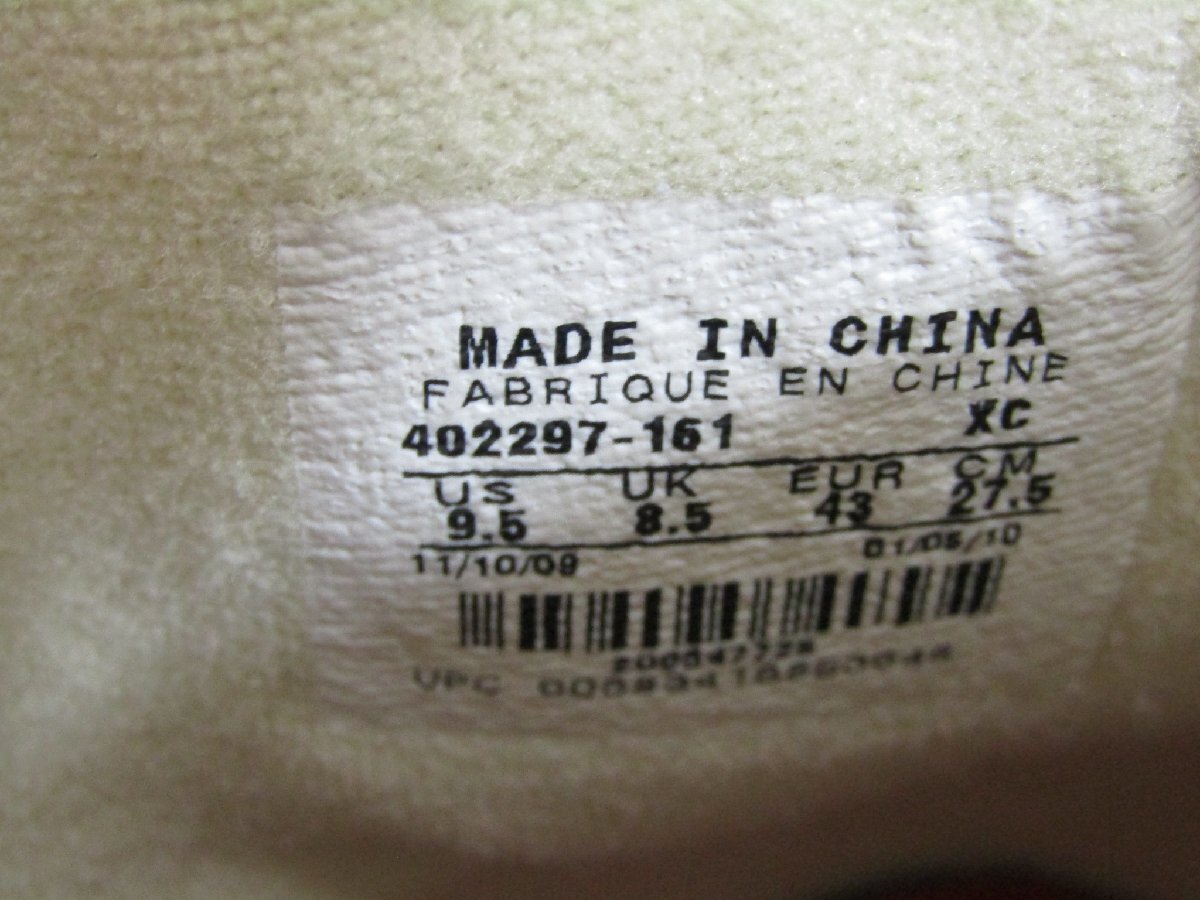 MADE IN CHINA
FABRIQUE EN CHINE
402297-161 XC
US UK EUR CM
9.5 8.5 43 27.5
11/10/09 01/05/10
UPC